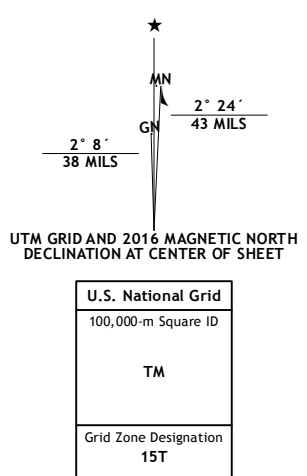 ★
MN
GN
2° 24´
43 MILS
2° 8´
38 MILS
UTM GRID AND 2016 MAGNETIC NORTH
DECLINATION AT CENTER OF SHEET
U.S. National Grid
100,000-m Square ID
TM
Grid Zone Designation
15T